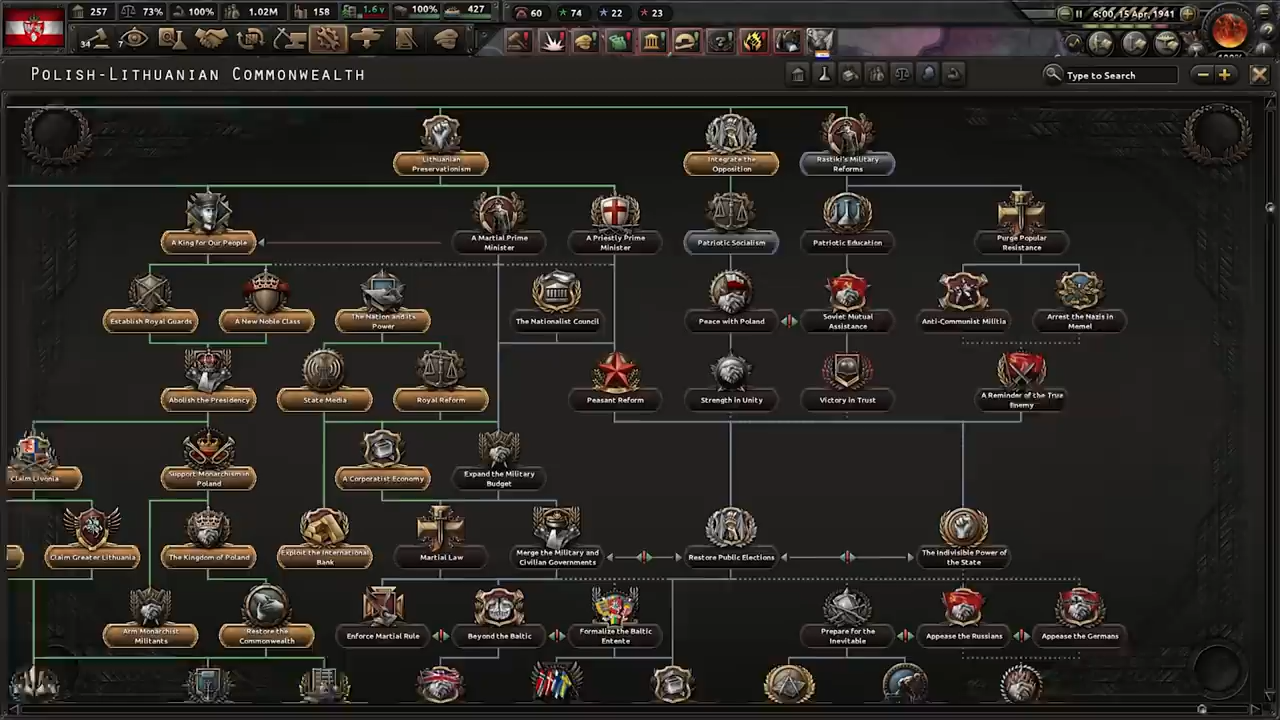 257
73%
100%
1.02M
158
1.6 v
100%
427
60
74
22
23
6:00, 15 Apr, 1941
34
7
100%
Polish-Lithuanian Commonwealth
Type to Search
Lithuanian
Preservationism
Integrate the
Opposition
Rastiki's Military
Reforms
A King for Our People
A Martial Prime
Minister
A Priestly Prime
Minister
Patriotic Socialism
Patriotic Education
Purge Popular
Resistance
Establish Royal Guards
A New Noble Class
The Nation and its
Power
The Nationalist Council
Peace with Poland
Soviet Mutual
Assistance
Anti-Communist Militia
Arrest the Nazis in
Memel
Abolish the Presidency
State Media
Royal Reform
Peasant Reform
Strength in Unity
Victory in Trust
A Reminder of the True
Enemy
Claim Livonia
Support Monarchism in
Poland
A Corporatist Economy
Expand the Military
Budget
Claim Greater Lithuania
The Kingdom of Poland
Exploit the International
Bank
Martial Law
Merge the Military and
Civilian Governments
Restore Public Elections
The Indivisible Power of
the State
Arm Monarchist
Militants
Restore the
Commonwealth
Enforce Martial Rule
Beyond the Baltic
Formalize the Baltic
Entente
Prepare for the
Inevitable
Appease the Russians
Appease the Germans